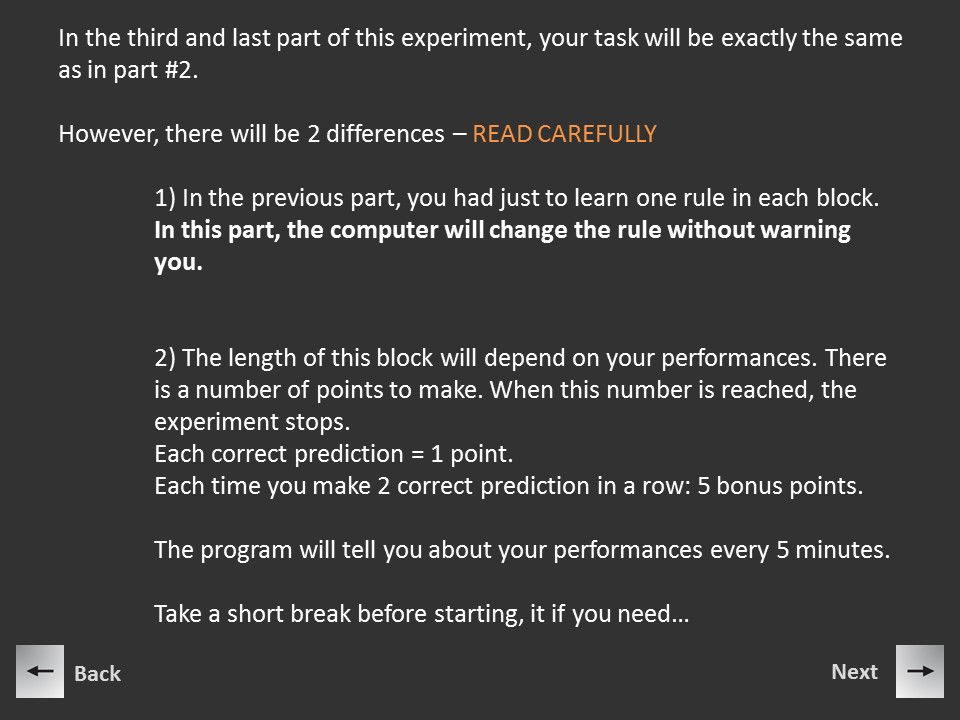 In the third and last part of this experiment, your task will be exactly the same
as in part #2.
However, there will be 2 differences – READ CAREFULLY
1) In the previous part, you had just to learn one rule in each block.
In this part, the computer will change the rule without warning
you.
2) The length of this block will depend on your performances. There
is a number of points to make. When this number is reached, the
experiment stops.
Each correct prediction = 1 point.
Each time you make 2 correct prediction in a row: 5 bonus points.
The program will tell you about your performances every 5 minutes.
Take a short break before starting, it if you need…
Back
Next